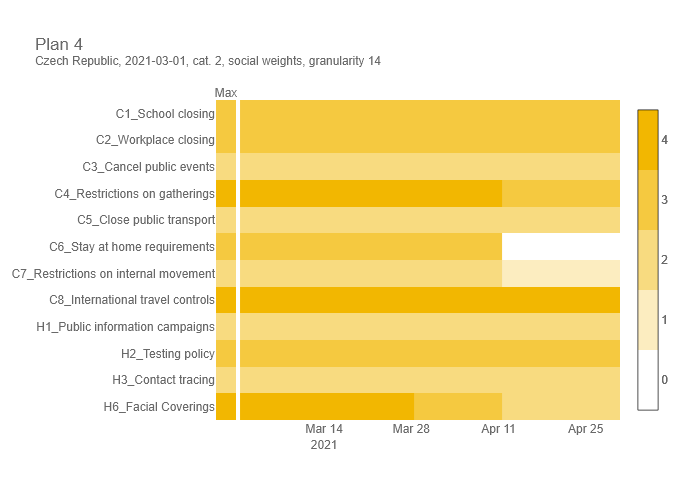 Plan 4
Czech Republic, 2021-03-01, cat. 2, social weights, granularity 14
Max
C1_School closing
C2_Workplace closing
C3_Cancel public events
C4_Restrictions on gatherings
C5_Close public transport
C6_Stay at home requirements
C7_Restrictions on internal movement
C8_International travel controls
H1_Public information campaigns
H2_Testing policy
H3_Contact tracing
H6_Facial Coverings
Mar 14 Mar 28 Apr 11 Apr 25
2021
4
3
2
1
0